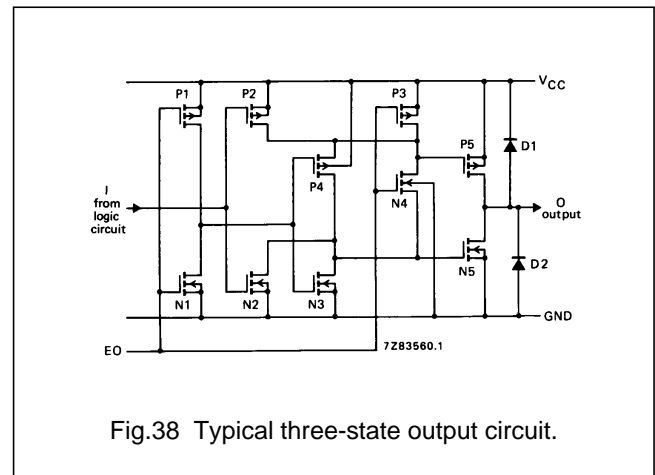 P1 P2 P3 VCC
P5 D1
P4
I
from
logic
circuit
N4
O
output
N1 N2 N3 N5 D2
GND
EO
7Z83560.1
Fig.38 Typical three-state output circuit.